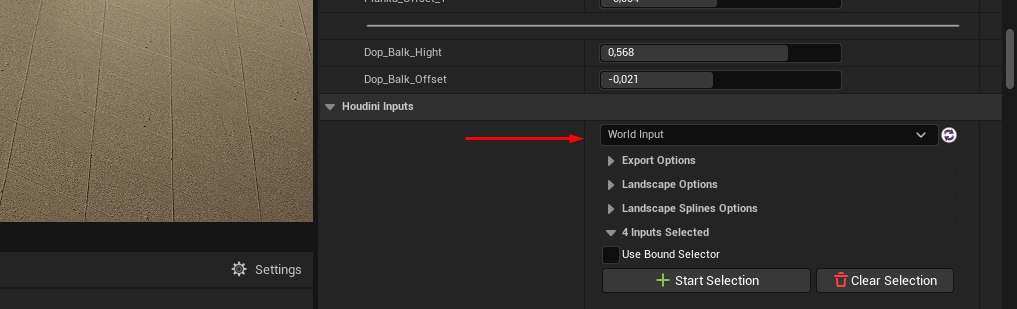 Dop_Balk_Hight
0,568
Dop_Balk_Offset
-0,021
Houdini Inputs
World Input
Export Options
Landscape Options
Landscape Splines Options
4 Inputs Selected
Use Bound Selector
Settings
Start Selection
Clear Selection